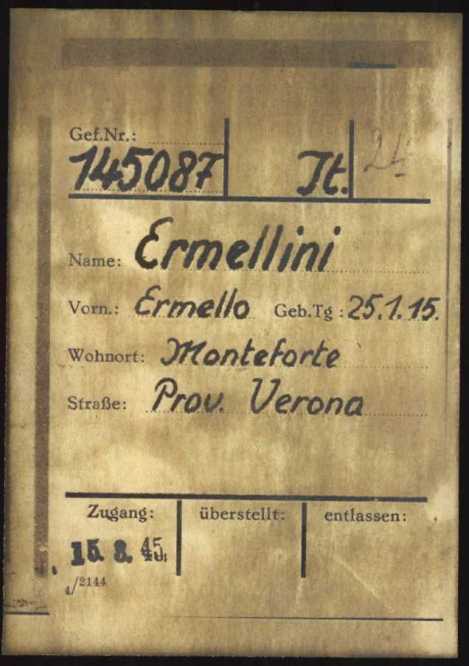 Gef.Nr.:
145087 It. 24
Name: Ermellini
Vorn.: Ermello Geb.Tg: 25.1.15.
Wohnort: Monteforte
Straße: Prov. Verona
Zugang: überstellt: entlassen:
15. 3. 45.
4/2144